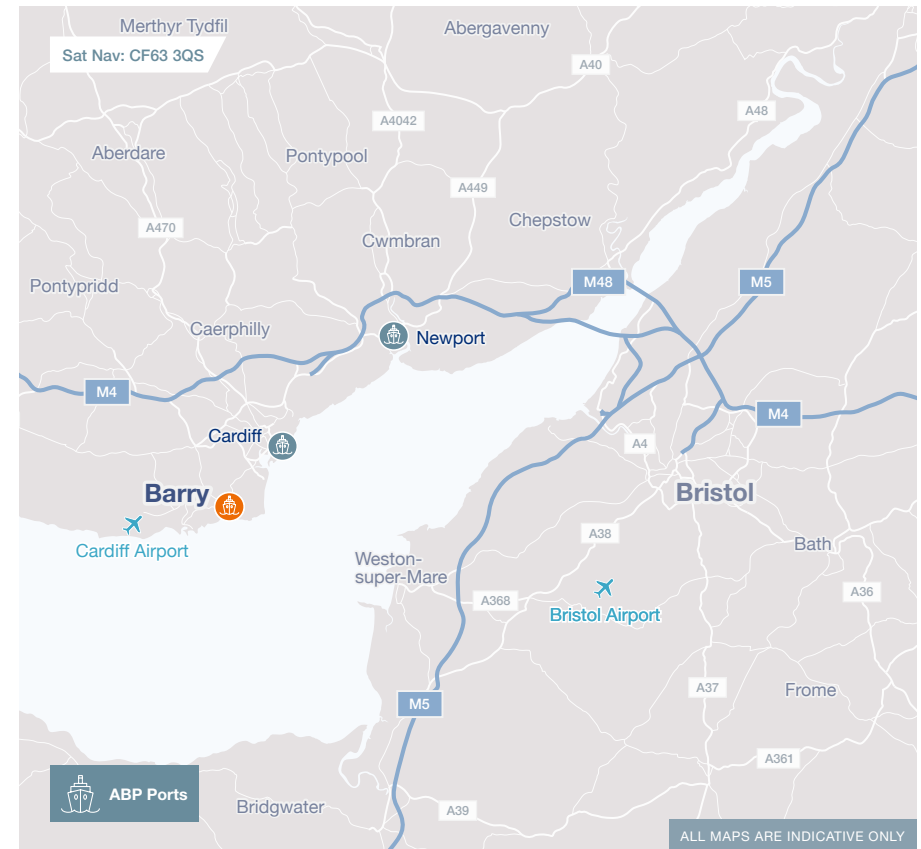 Merthyr Tydfil
Abergavenny
Sat Nav: CF63 3QS
A40
A48
A4042
Aberdare
Pontypool
A449
Chepstow
A470
Cwmbran
Pontypridd
M48
M5
Caerphilly
Newport
M4
M4
Cardiff
A4
Barry
Bristol
A38
Cardiff Airport
Bath
Weston-
super-Mare
A36
A368
Bristol Airport
A37
Frome
M5
A361
ABP Ports
Bridgwater
A39
ALL MAPS ARE INDICATIVE ONLY